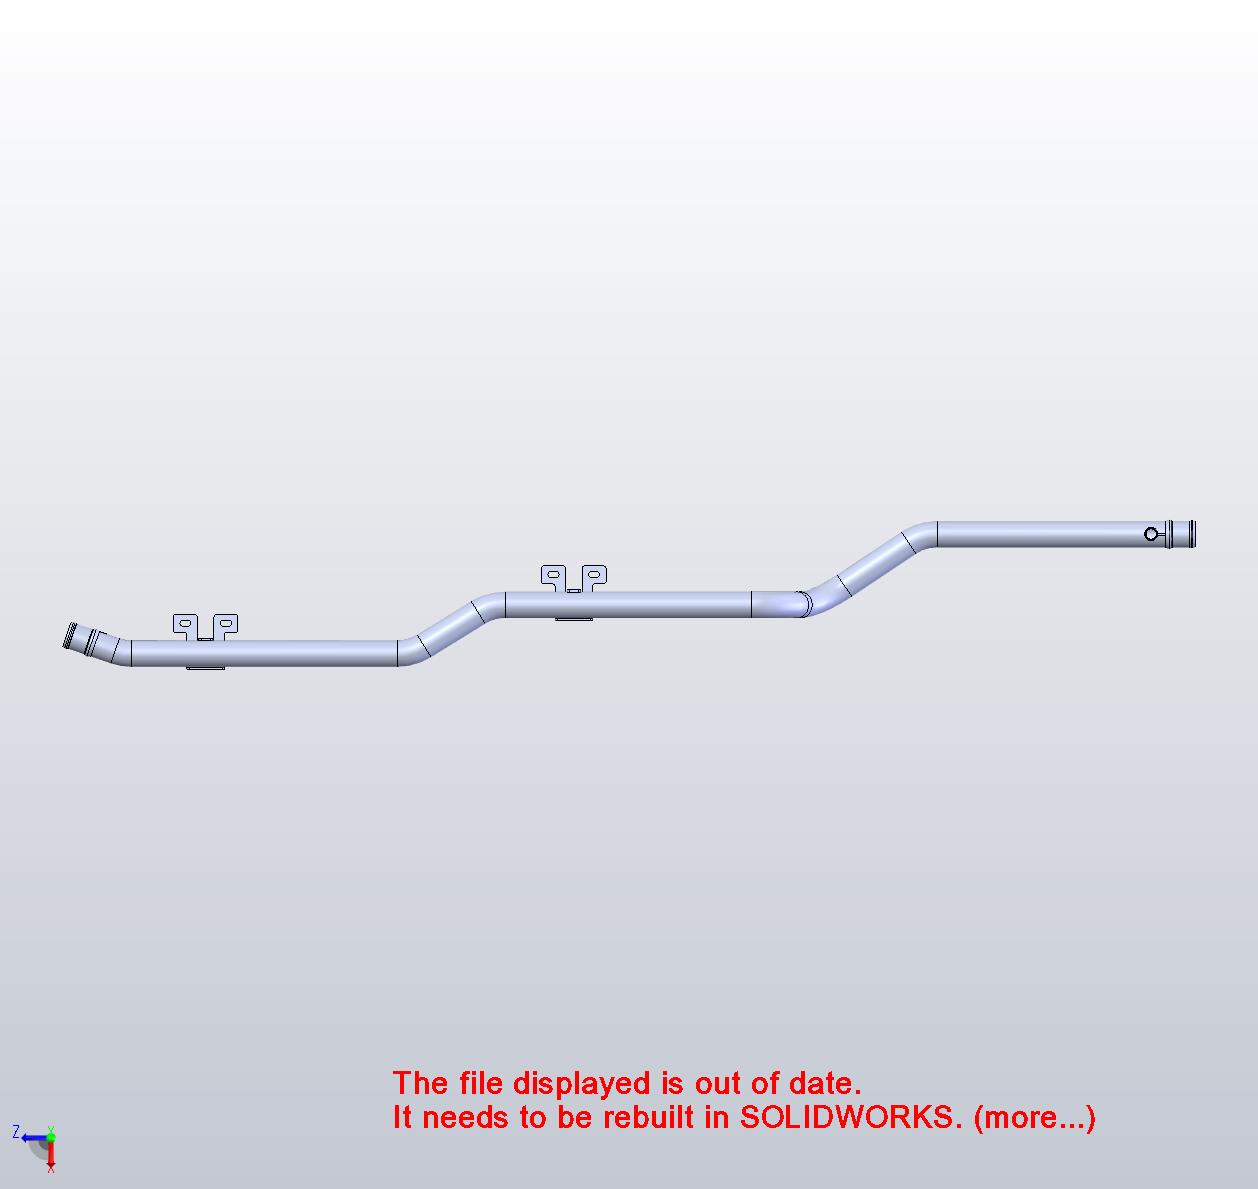 The file displayed is out of date.
It needs to be rebuilt in SOLIDWORKS. (more...)
Z
Y
X